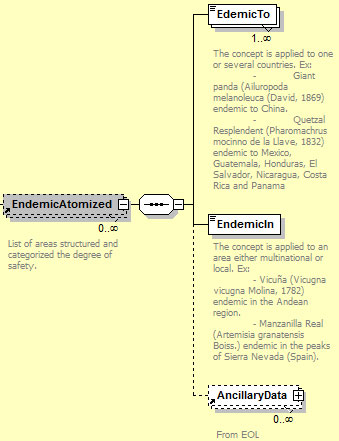 EdemicTo
1..∞
The concept is applied to one
or several countries. Ex:
- Giant
panda (Ailuropoda
melanoleuca (David, 1869)
endemic to China.
- Quetzal
Resplendent (Pharomachrus
mocinno de la Llave, 1832)
endemic to Mexico,
Guatemala, Honduras, El
Salvador, Nicaragua, Costa
Rica and Panama
EndemicAtomized
0..∞
List of areas structured and
categorized the degree of
safety.
EndemicIn
The concept is applied to an
area either multinational or
local. Ex:
- Vicuña (Vicugna
vicugna Molina, 1782)
endemic in the Andean
region.
- Manzanilla Real
(Artemisia granatensis
Boiss.) endemic in the peaks
of Sierra Nevada (Spain).
AncillaryData
0..∞
From EOL